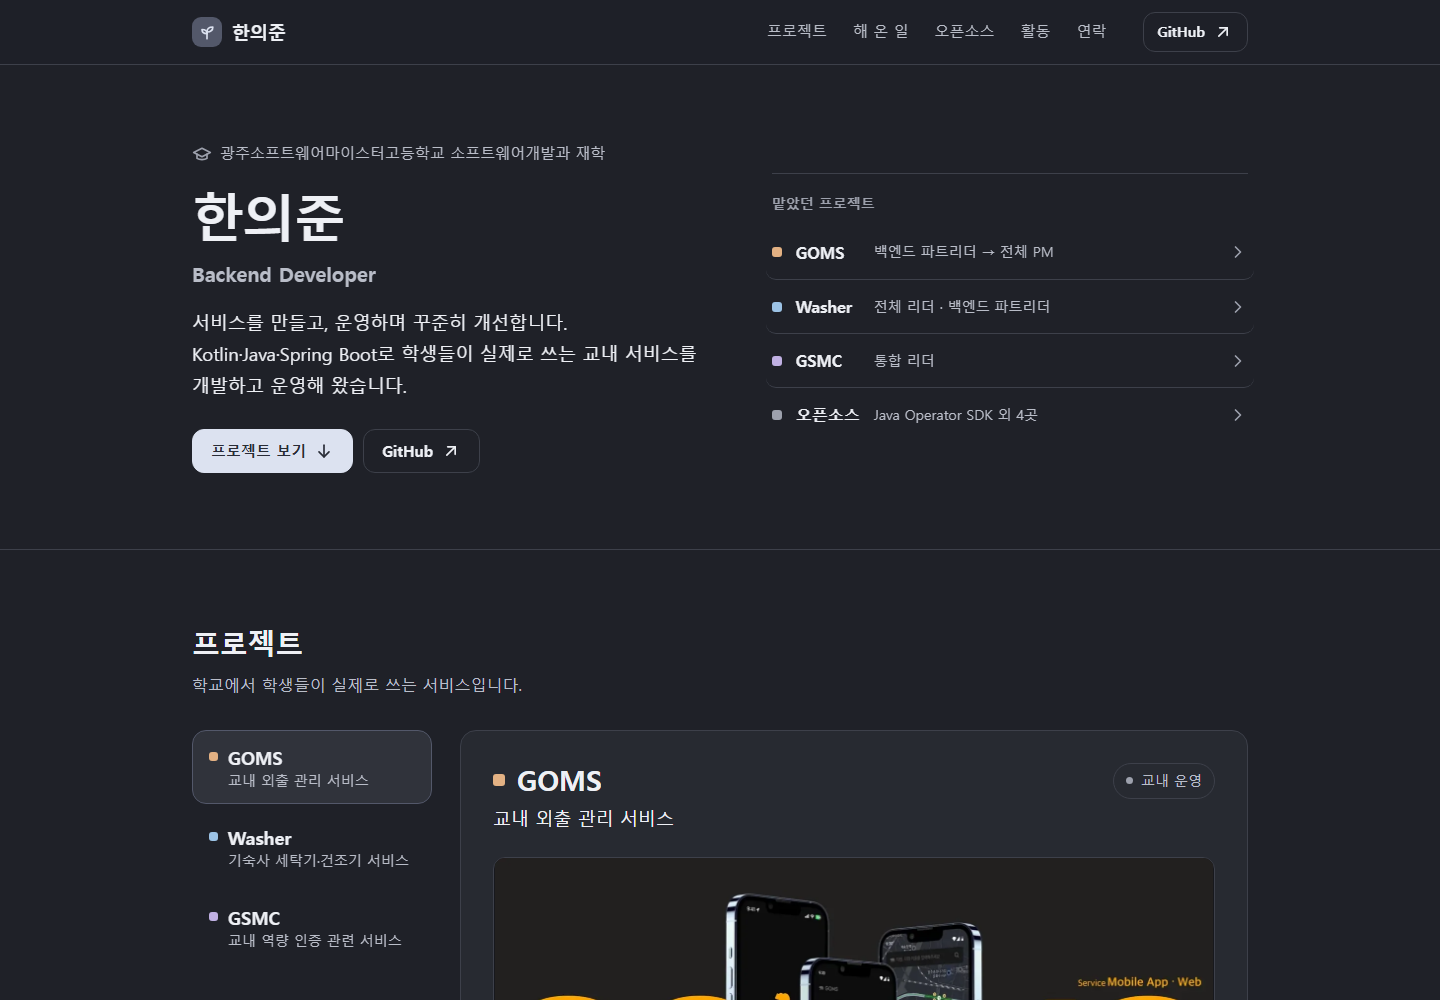 한의준
프로젝트
해 온 일
오픈소스
활동
연락
GitHub
광주소프트웨어마이스터고등학교 소프트웨어개발과 재학
한의준
Backend Developer
서비스를 만들고, 운영하며 꾸준히 개선합니다.
Kotlin·Java·Spring Boot로 학생들이 실제로 쓰는 교내 서비스를
개발하고 운영해 왔습니다.
프로젝트 보기 ↓
GitHub
맡았던 프로젝트
GOMS 백엔드 파트리더 → 전체 PM
Washer 전체 리더 · 백엔드 파트리더
GSMC 통합 리더
오픈소스 Java Operator SDK 외 4곳
프로젝트
학교에서 학생들이 실제로 쓰는 서비스입니다.
GOMS
교내 외출 관리 서비스
Washer
기숙사 세탁기·건조기 서비스
GSMC
교내 역량 인증 관련 서비스
GOMS
교내 운영
교내 외출 관리 서비스
Service Mobile App · Web